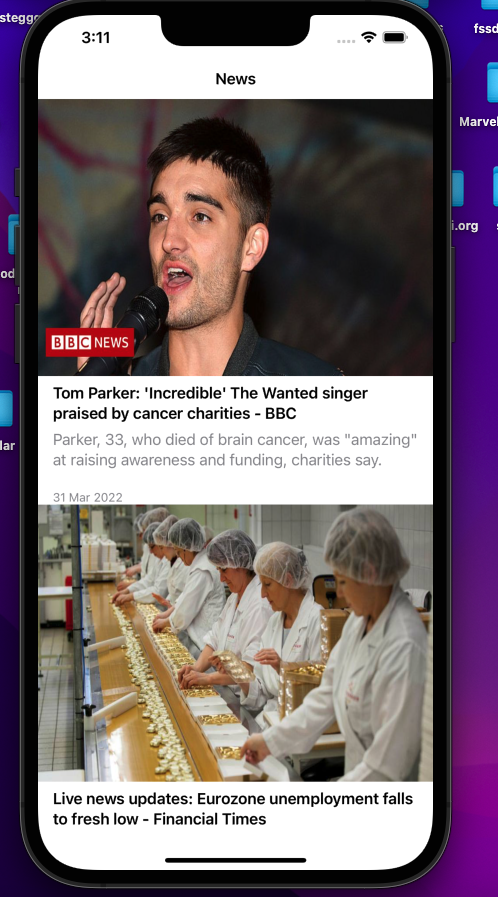 stegg
3:11
s
fssd
News
Marvel
i.org
s
od
BBC NEWS
Tom Parker: 'Incredible' The Wanted singer
praised by cancer charities - BBC
Parker, 33, who died of brain cancer, was "amazing"
at raising awareness and funding, charities say.
lar
31 Mar 2022
Live news updates: Eurozone unemployment falls
to fresh low - Financial Times